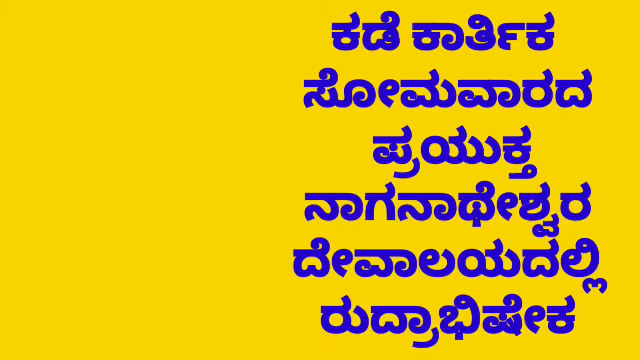 ಕಡೆ ಕಾರ್ತಿಕ
ಸೋಮವಾರದ
ಪ್ರಯುಕ್ತ
ನಾಗನಾಥೇಶ್ವರ
ದೇವಾಲಯದಲ್ಲಿ
ರುದ್ರಾಭಿಷೇಕ